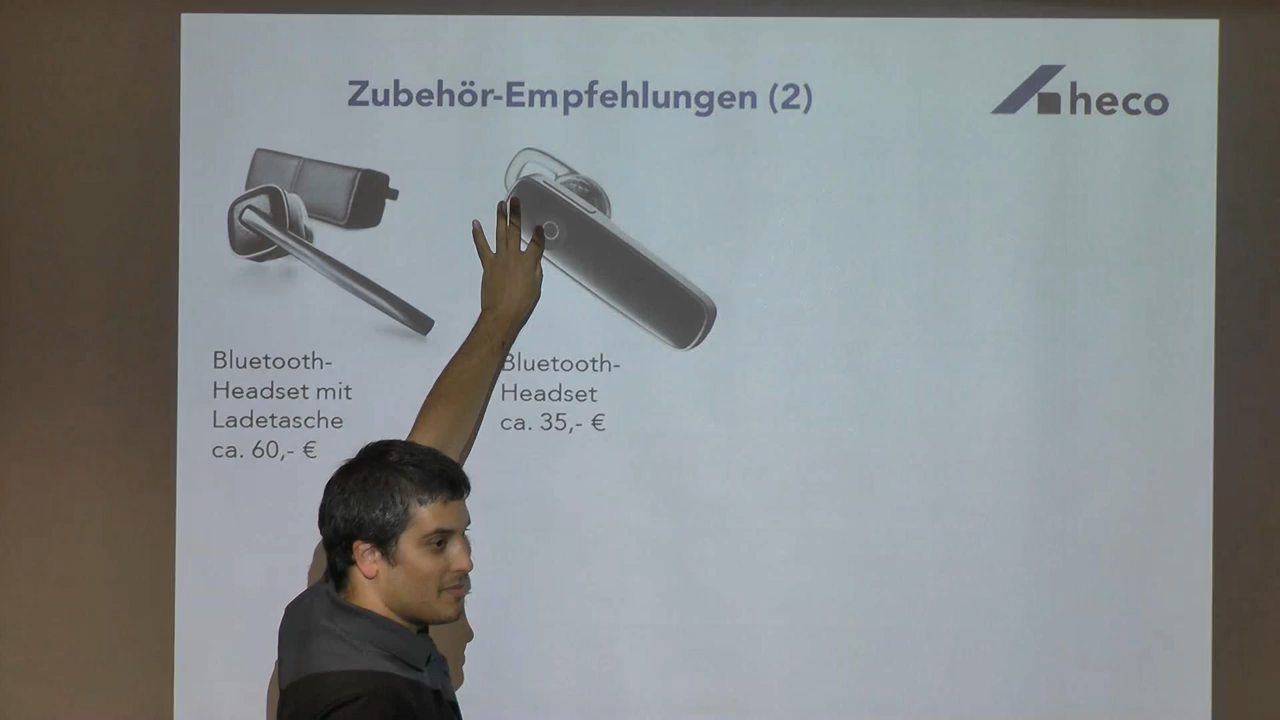 Zubehör-Empfehlungen (2)
heco
Bluetooth-
Headset mit
Ladetasche
ca. 60,- €
Bluetooth-
Headset
ca. 35,- €